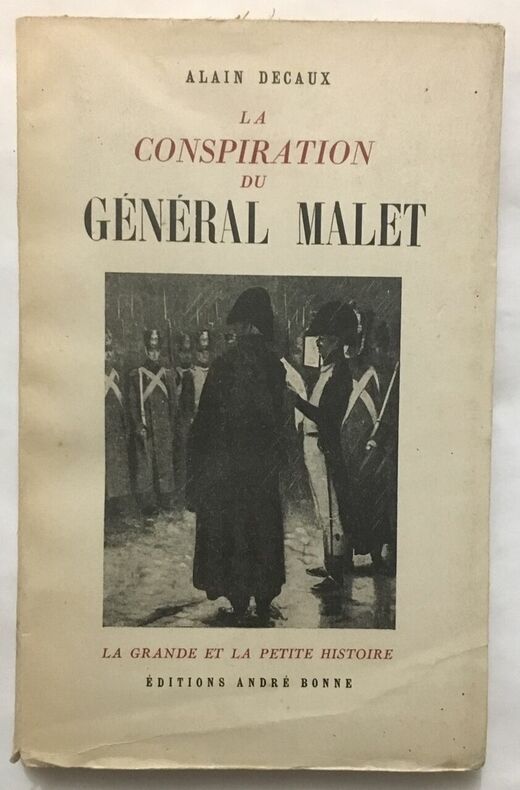 ALAIN DECAUX
LA
CONSPIRATION
DU
GÉNÉRAL MALET
LA GRANDE ET LA PETITE HISTOIRE
ÉDITIONS ANDRÉ BONNE